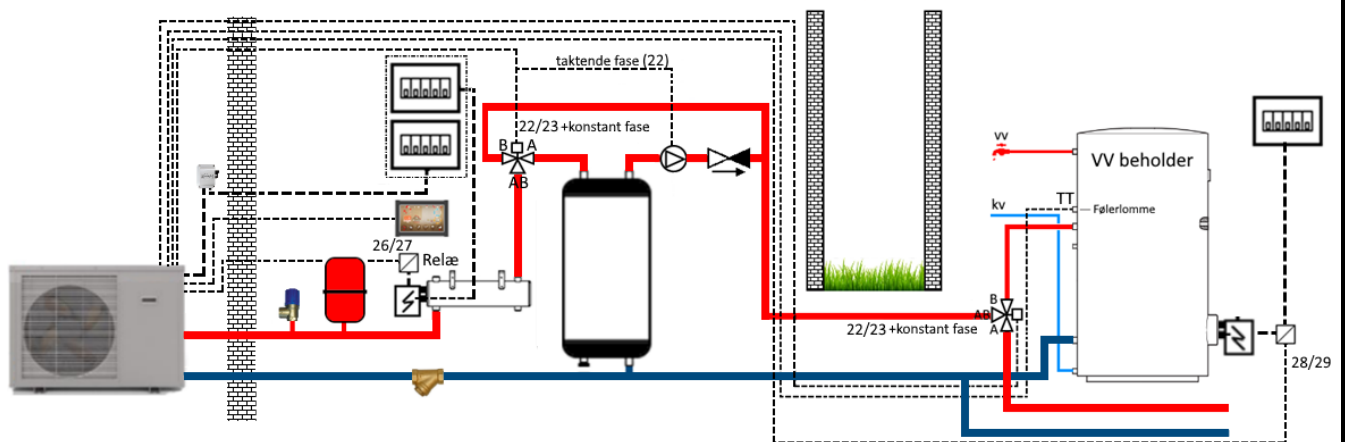 taktende fase (22)
22/23 +konstant fase
B
A
AB
vv
VV beholder
TT
Følerlomme
kv
26/27
Relæ
B
AB
A
22/23 +konstant fase
28/29